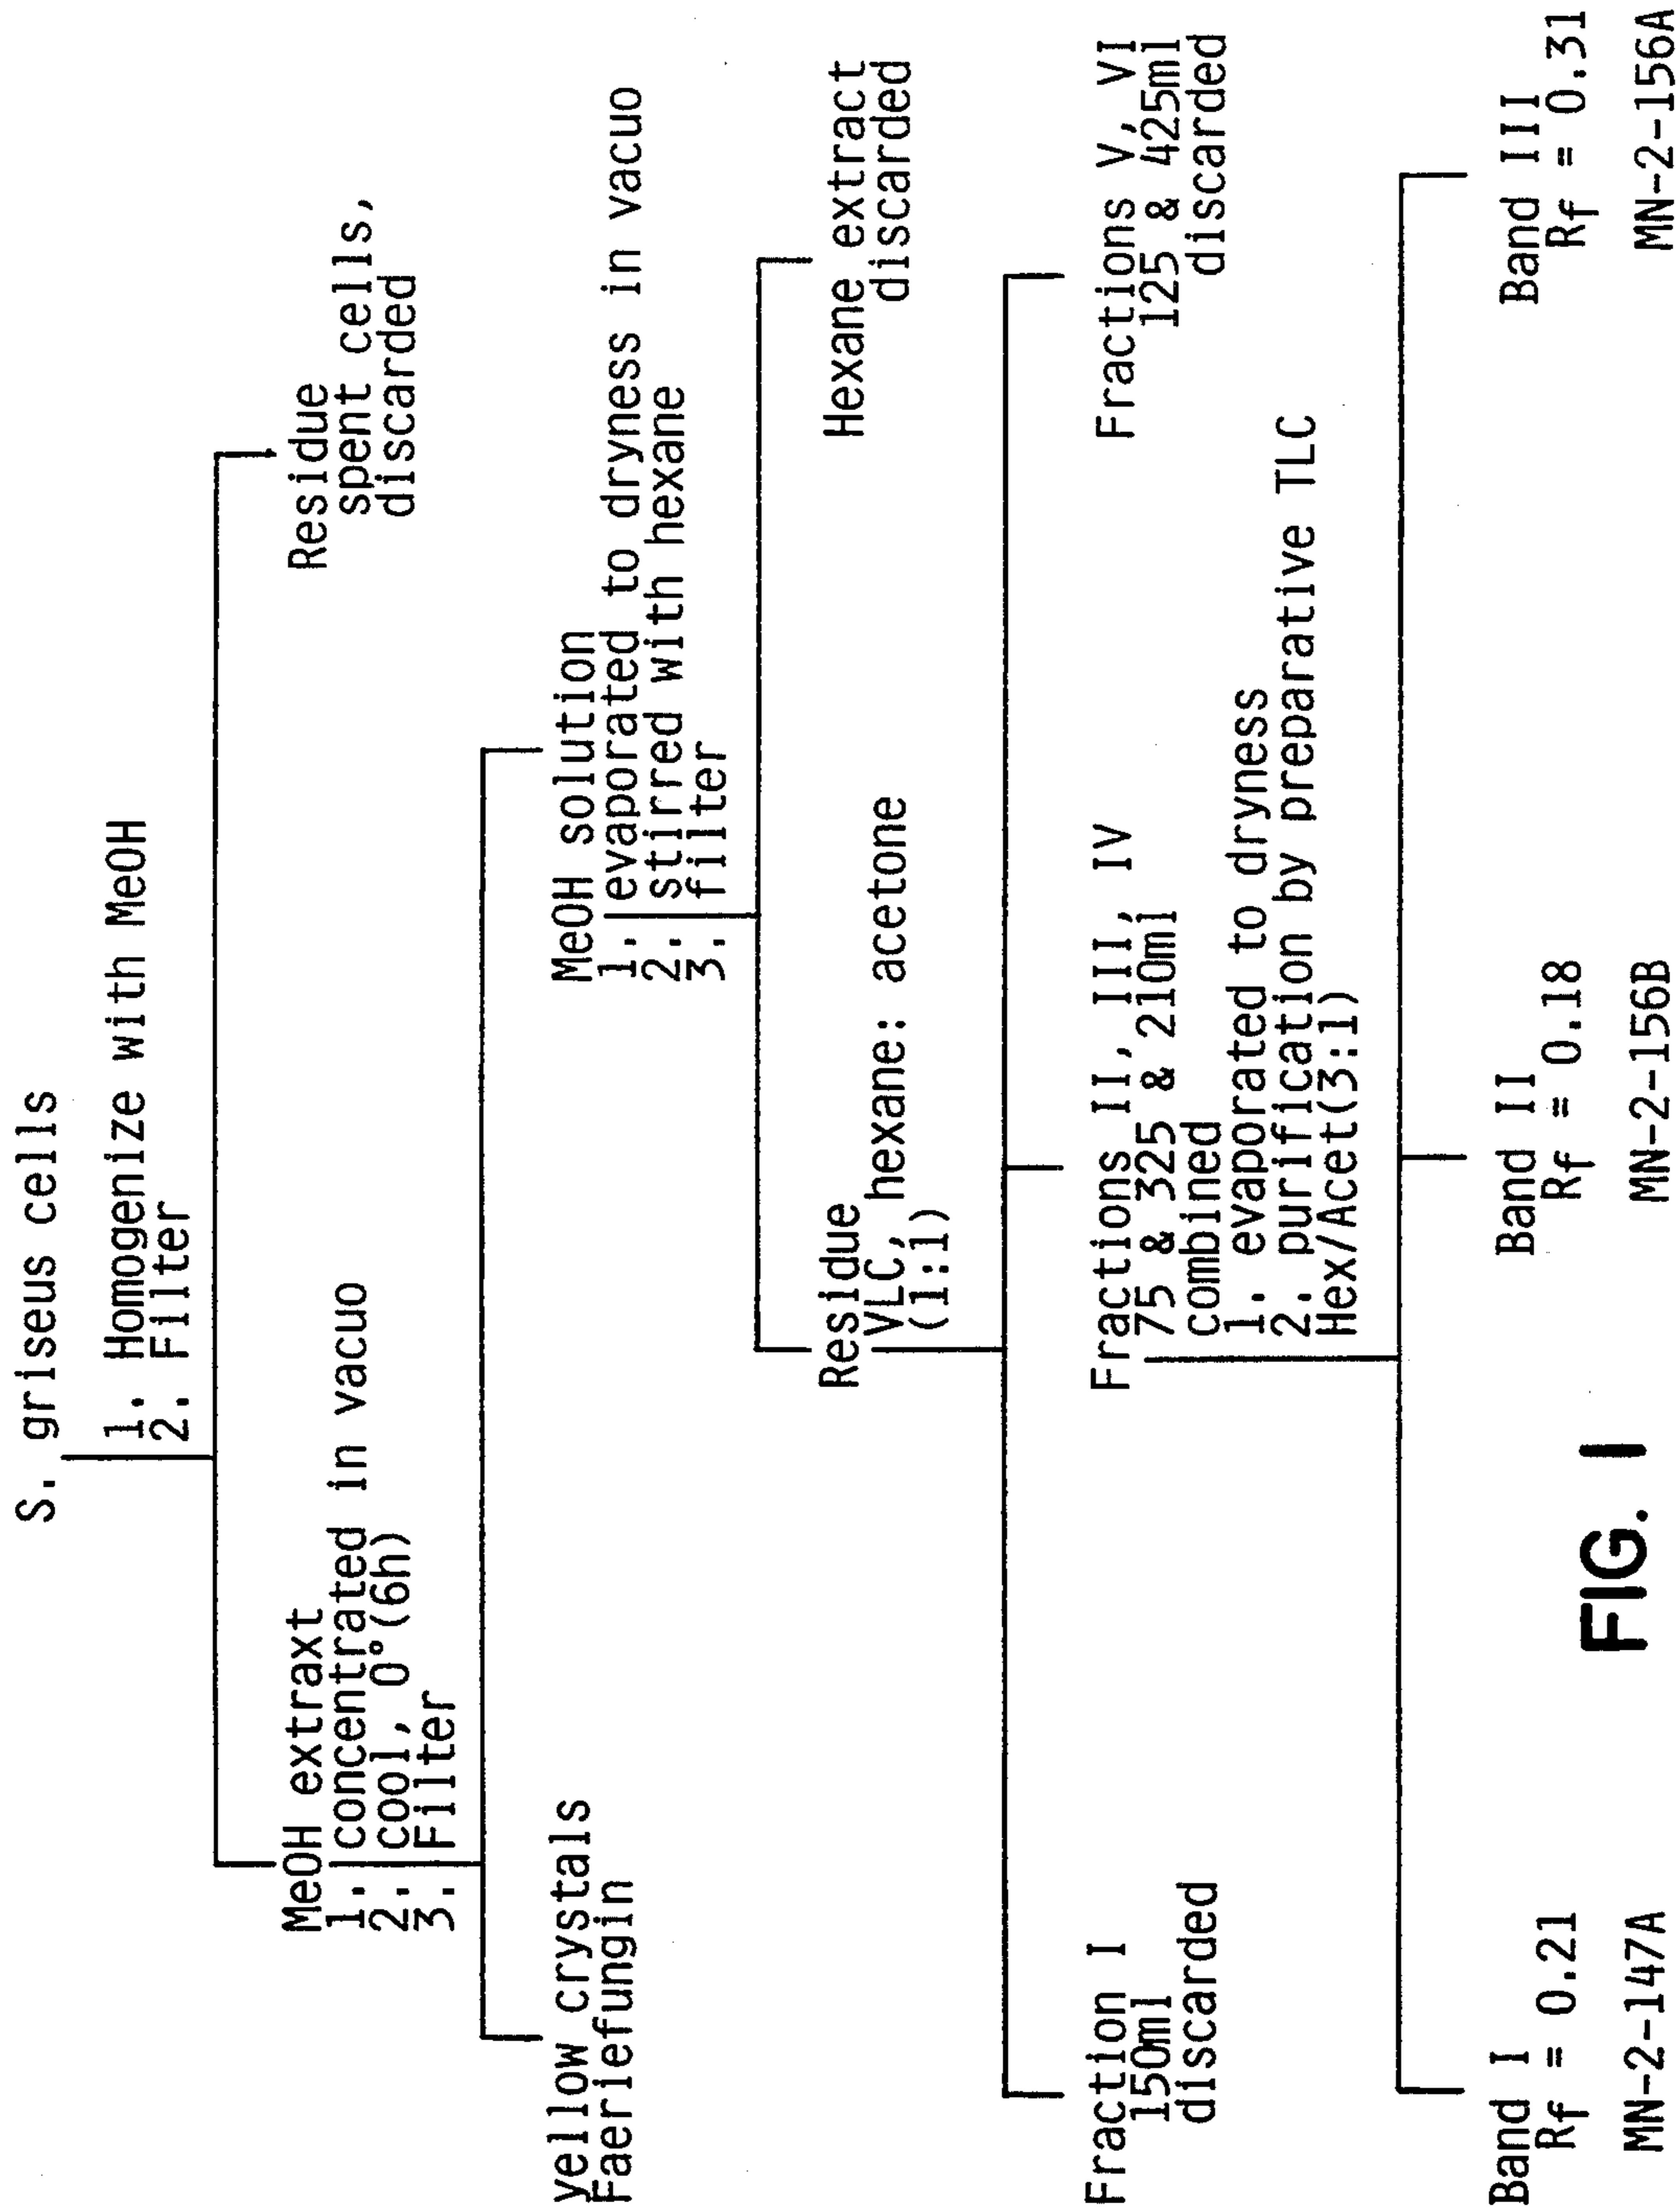 S. griseus cells
1. Homogenize with MeOH
2. Filter
MeOH extraxt
1. concentrated in vacuo
2. cool, 0°(6h)
3. Filter
Residue
spent cells,
discarded
yellow crystals
Faeriefungin
MeOH solution
1. evaporated to dryness in vacuo
2. stirred with hexane
3. filter
Residue
VLC, hexane: acetone
(1:1)
Hexane extract
discarded
Fraction I
150ml
discarded
Fractions II, III, IV
75 & 325 & 210ml
combined
1. evaporated to dryness
2. purification by preparative TLC
Hex/Acet(3:1)
Fractions V, VI
125 & 425ml
discarded
Band I
Rf = 0.21
MN-2-147A
Band II
Rf = 0.18
MN-2-156B
Band III
Rf = 0.31
MN-2-156A
FIG. 1